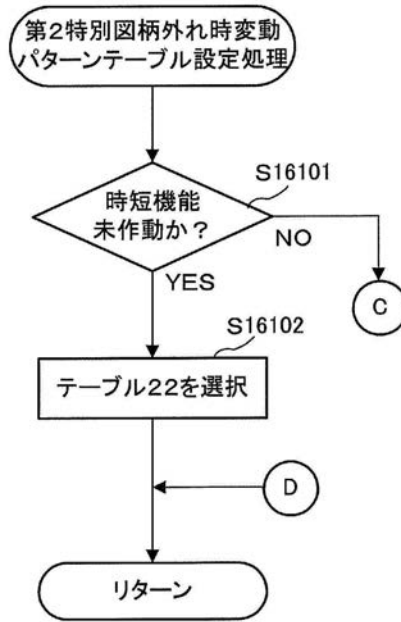 第2特別図柄外れ時変動
パターンテーブル設定処理
S16101
時短機能
未作動か?
NO
YES
C
S16102
テーブル22を選択
D
リターン